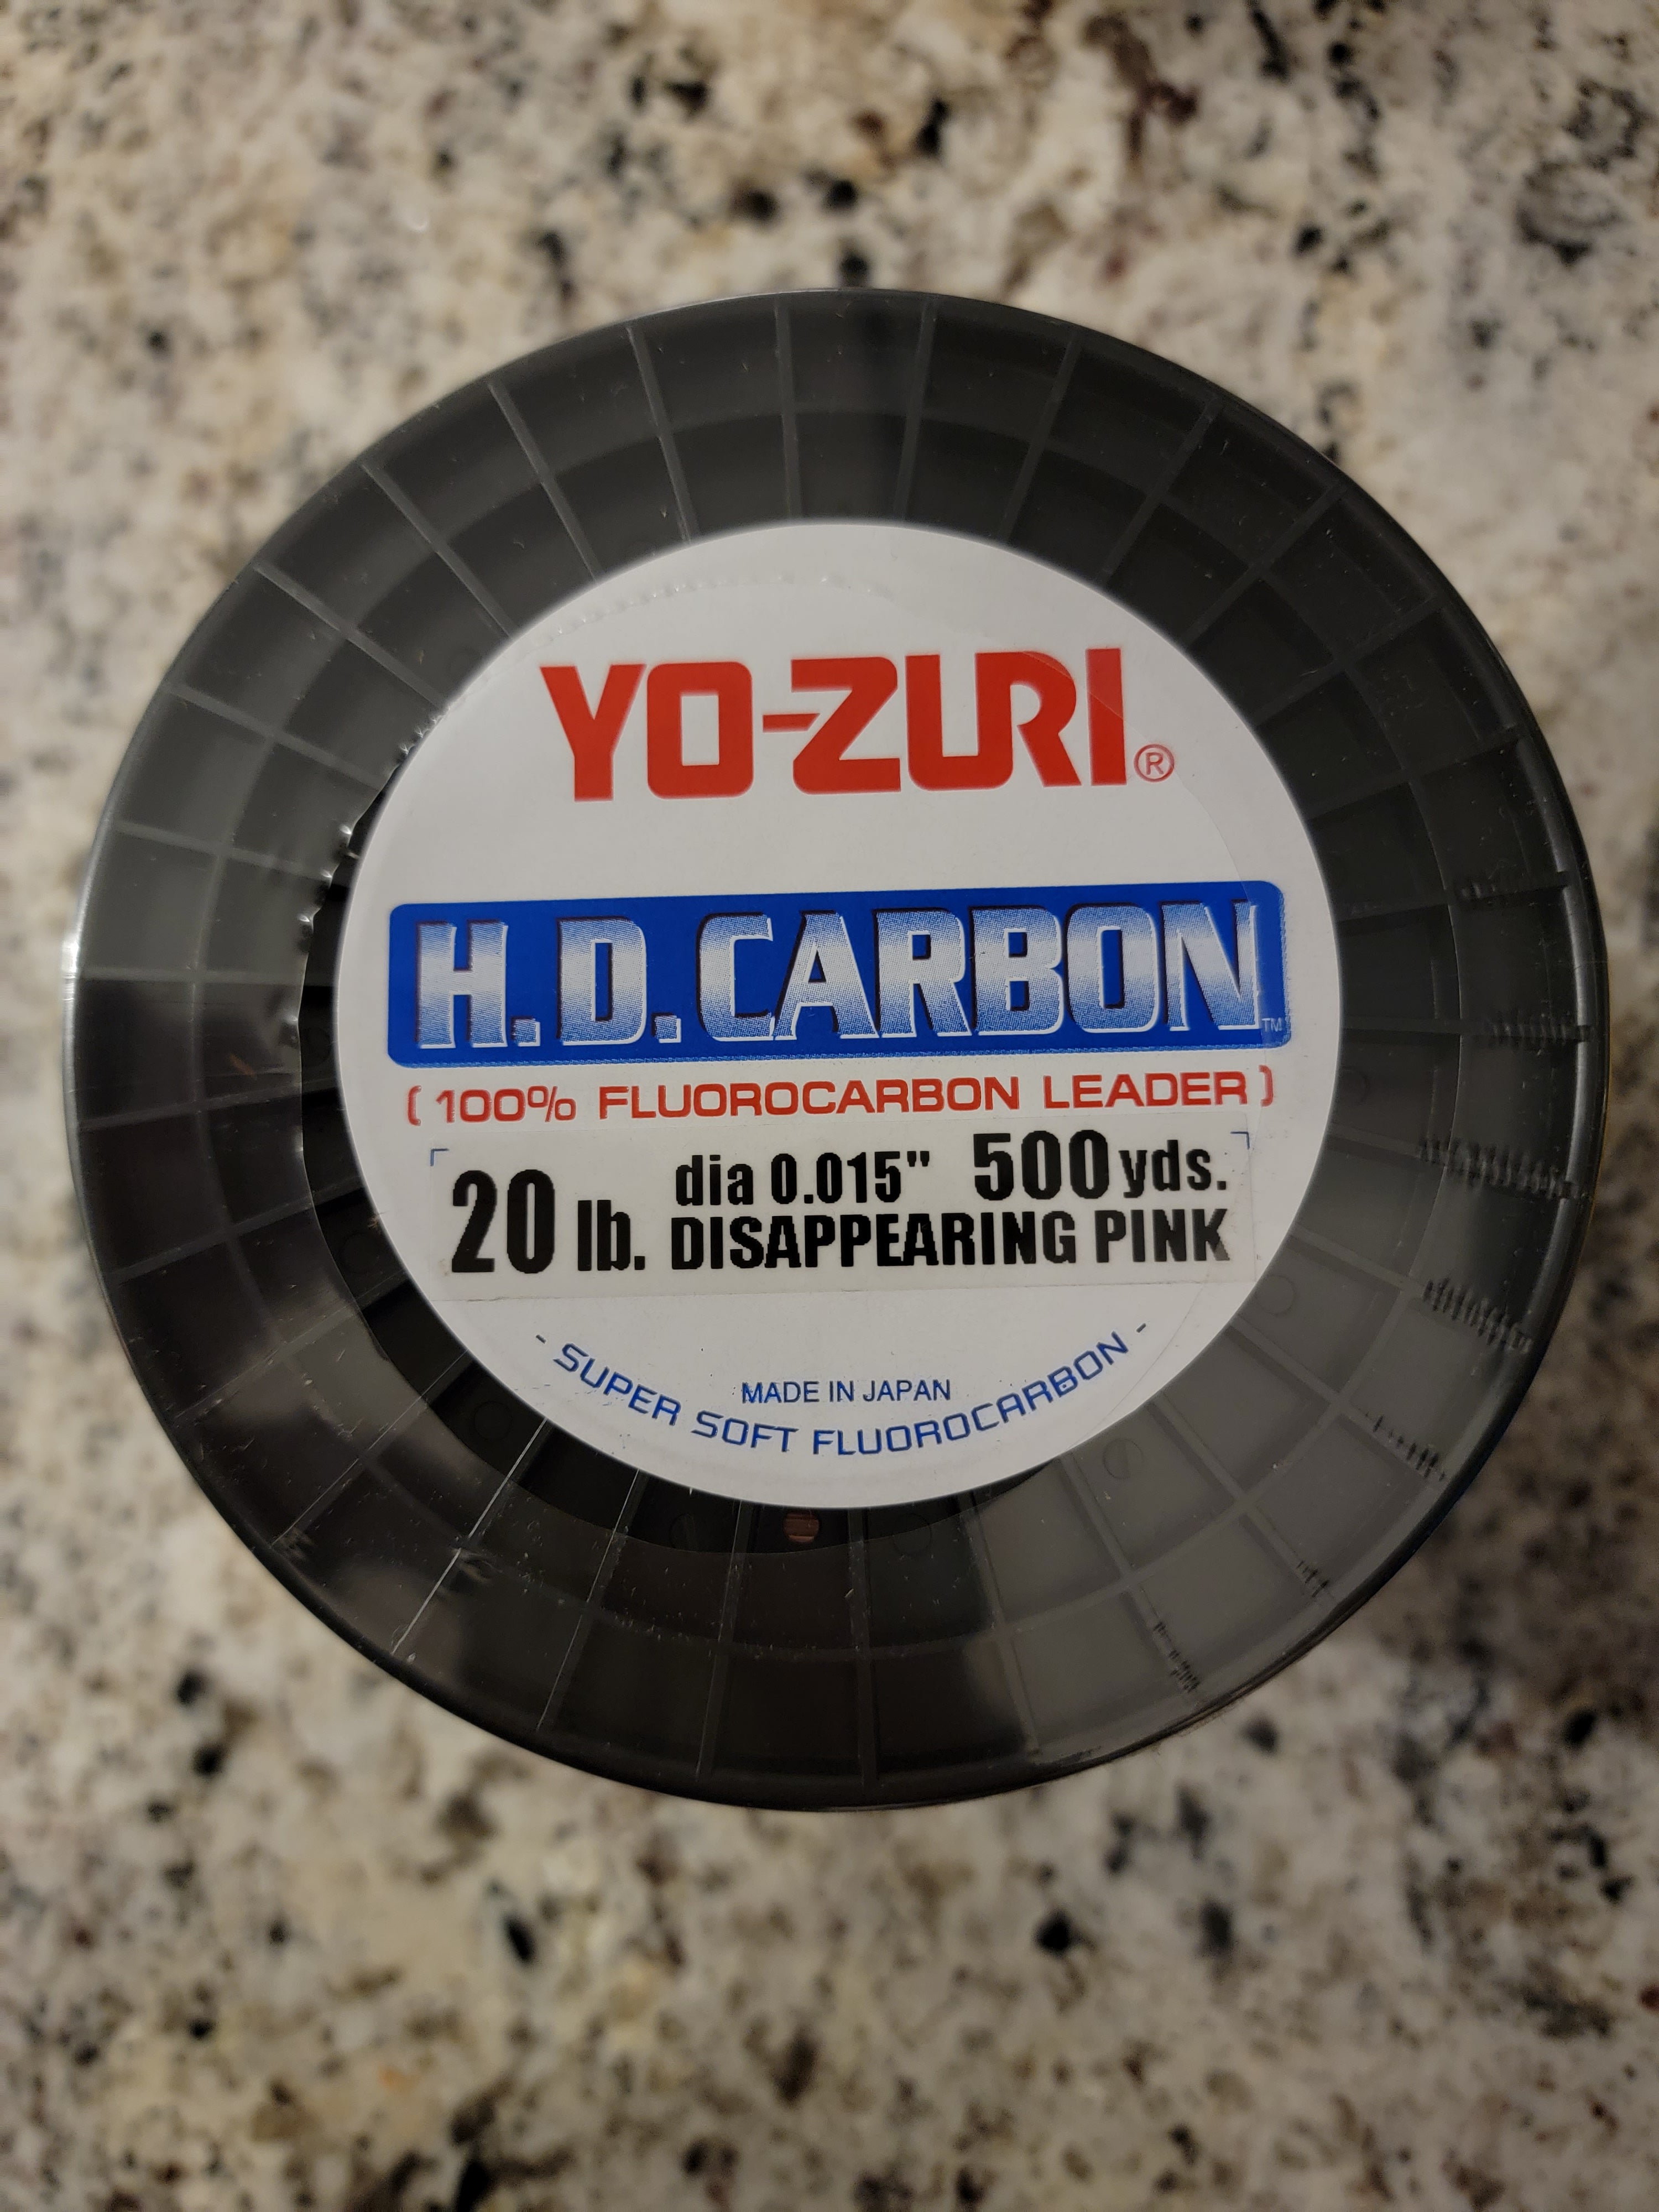 YO-ZURI®
H.D.CARBON™
(100% FLUOROCARBON LEADER)
20 lb. dia 0.015" 500 yds.
DISAPPEARING PINK
MADE IN JAPAN
- SUPER SOFT FLUOROCARBON -